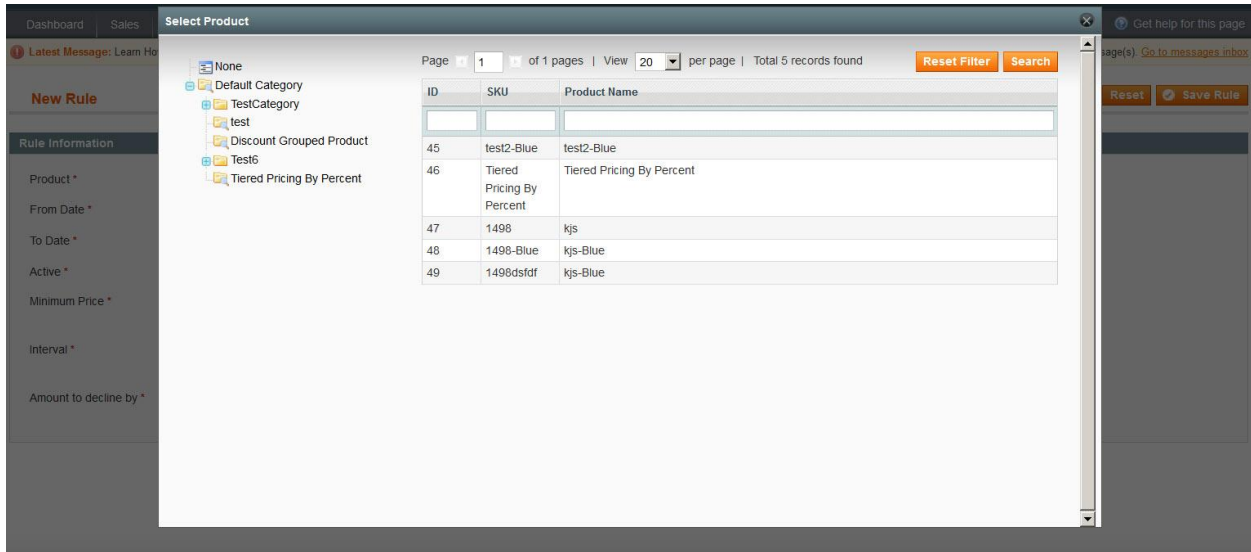 Dashboard Sales
Select Product
Get help for this page
Latest Message: Learn Ho
sage(s). Go to messages inbox
New Rule
Reset Save Rule
Rule Information
Product *
From Date *
To Date *
Active *
Minimum Price *
Interval *
Amount to decline by *
None
Default Category
TestCategory
test
Discount Grouped Product
Test6
Tiered Pricing By Percent
Page 1 of 1 pages | View 20 per page | Total 5 records found
Reset Filter Search
ID SKU Product Name
45 test2-Blue test2-Blue
46 Tiered Tiered Pricing By Percent
Pricing By
Percent
47 1498 kjs
48 1498-Blue kjs-Blue
49 1498dsfdf kjs-Blue